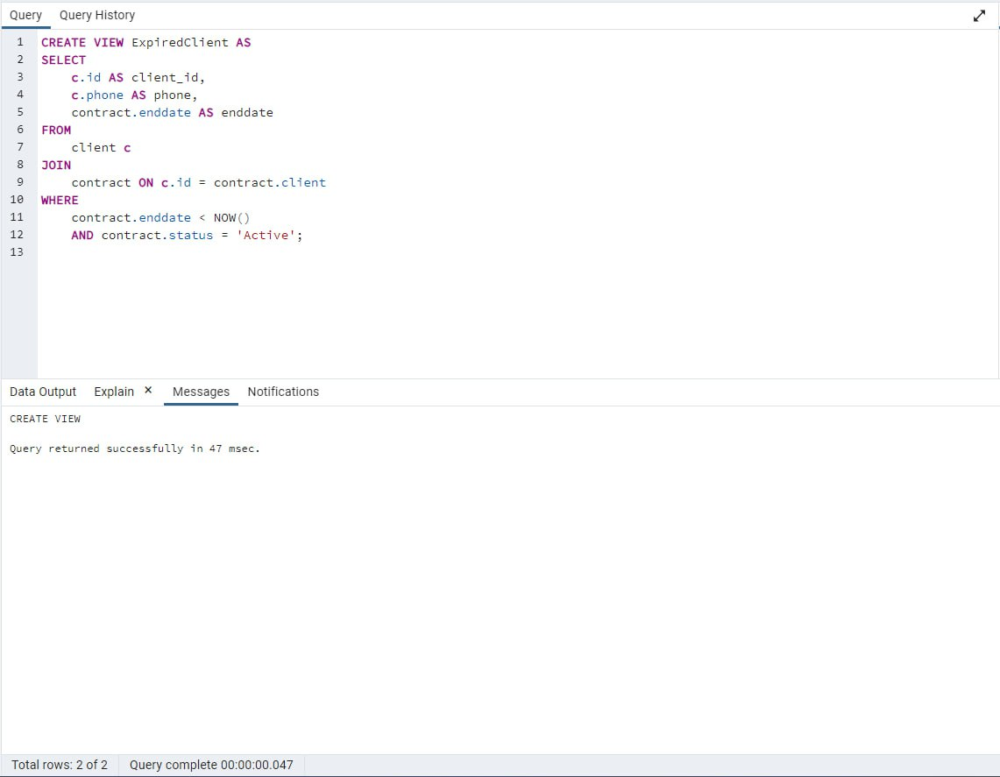 Query Query History
1 CREATE VIEW ExpiredClient AS
2 SELECT
3 c.id AS client_id,
4 c.phone AS phone,
5 contract.enddate AS enddate
6 FROM
7 client c
8 JOIN
9 contract ON c.id = contract.client
10 WHERE
11 contract.enddate < NOW()
12 AND contract.status = 'Active';
13
Data Output Explain × Messages Notifications
CREATE VIEW
Query returned successfully in 47 msec.
Total rows: 2 of 2 Query complete 00:00:00.047